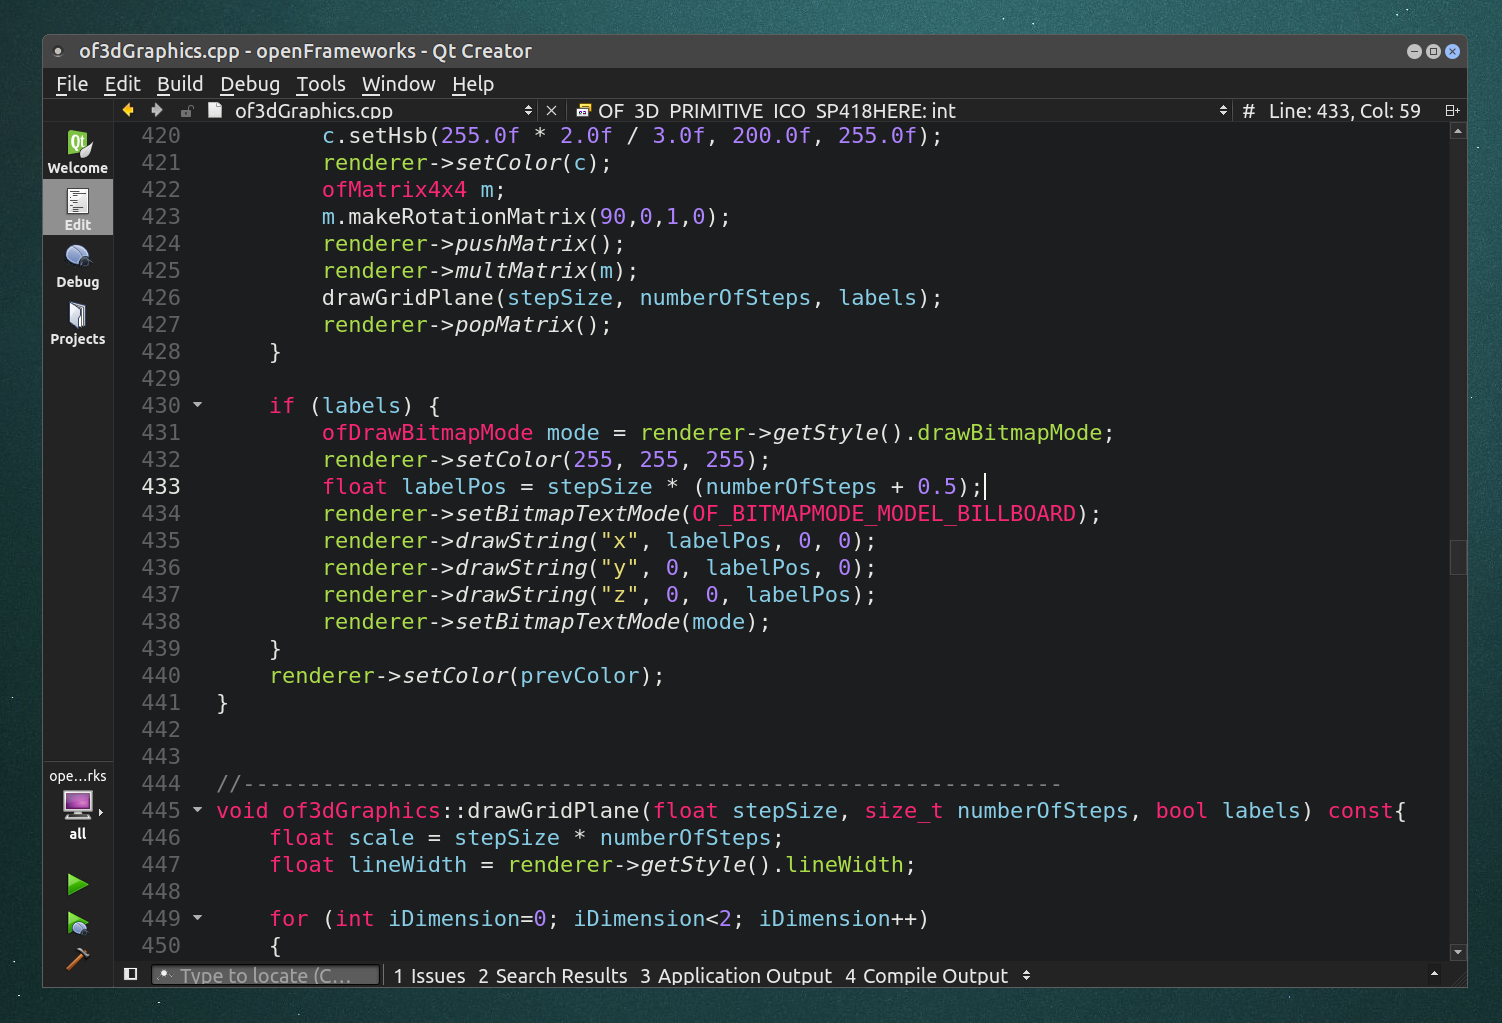 of3dGraphics.cpp - openFrameworks - Qt Creator
File Edit Build Debug Tools Window Help
of3dGraphics.cpp OF 3D PRIMITIVE ICO SP418HERE: int # Line: 433, Col: 59
Qt
Welcome
Edit
Debug
Projects
420 c.setHsb(255.0f * 2.0f / 3.0f, 200.0f, 255.0f);
421 renderer->setColor(c);
422 ofMatrix4x4 m;
423 m.makeRotationMatrix(90,0,1,0);
424 renderer->pushMatrix();
425 renderer->multMatrix(m);
426 drawGridPlane(stepSize, numberOfSteps, labels);
427 renderer->popMatrix();
428 }
429
430 if (labels) {
431 ofDrawBitmapMode mode = renderer->getStyle().drawBitmapMode;
432 renderer->setColor(255, 255, 255);
433 float labelPos = stepSize * (numberOfSteps + 0.5);
434 renderer->setBitmapTextMode(OF_BITMAPMODE_MODEL_BILLBOARD);
435 renderer->drawString("x", labelPos, 0, 0);
436 renderer->drawString("y", 0, labelPos, 0);
437 renderer->drawString("z", 0, 0, labelPos);
438 renderer->setBitmapTextMode(mode);
439 }
440 renderer->setColor(prevColor);
441 }
442
443
444 //--------------------------------------------------------------
445 void of3dGraphics::drawGridPlane(float stepSize, size_t numberOfSteps, bool labels) const{
446 float scale = stepSize * numberOfSteps;
447 float lineWidth = renderer->getStyle().lineWidth;
448
449 for (int iDimension=0; iDimension<2; iDimension++)
450 {
ope...rks
all
Type to locate (C... 1 Issues 2 Search Results 3 Application Output 4 Compile Output